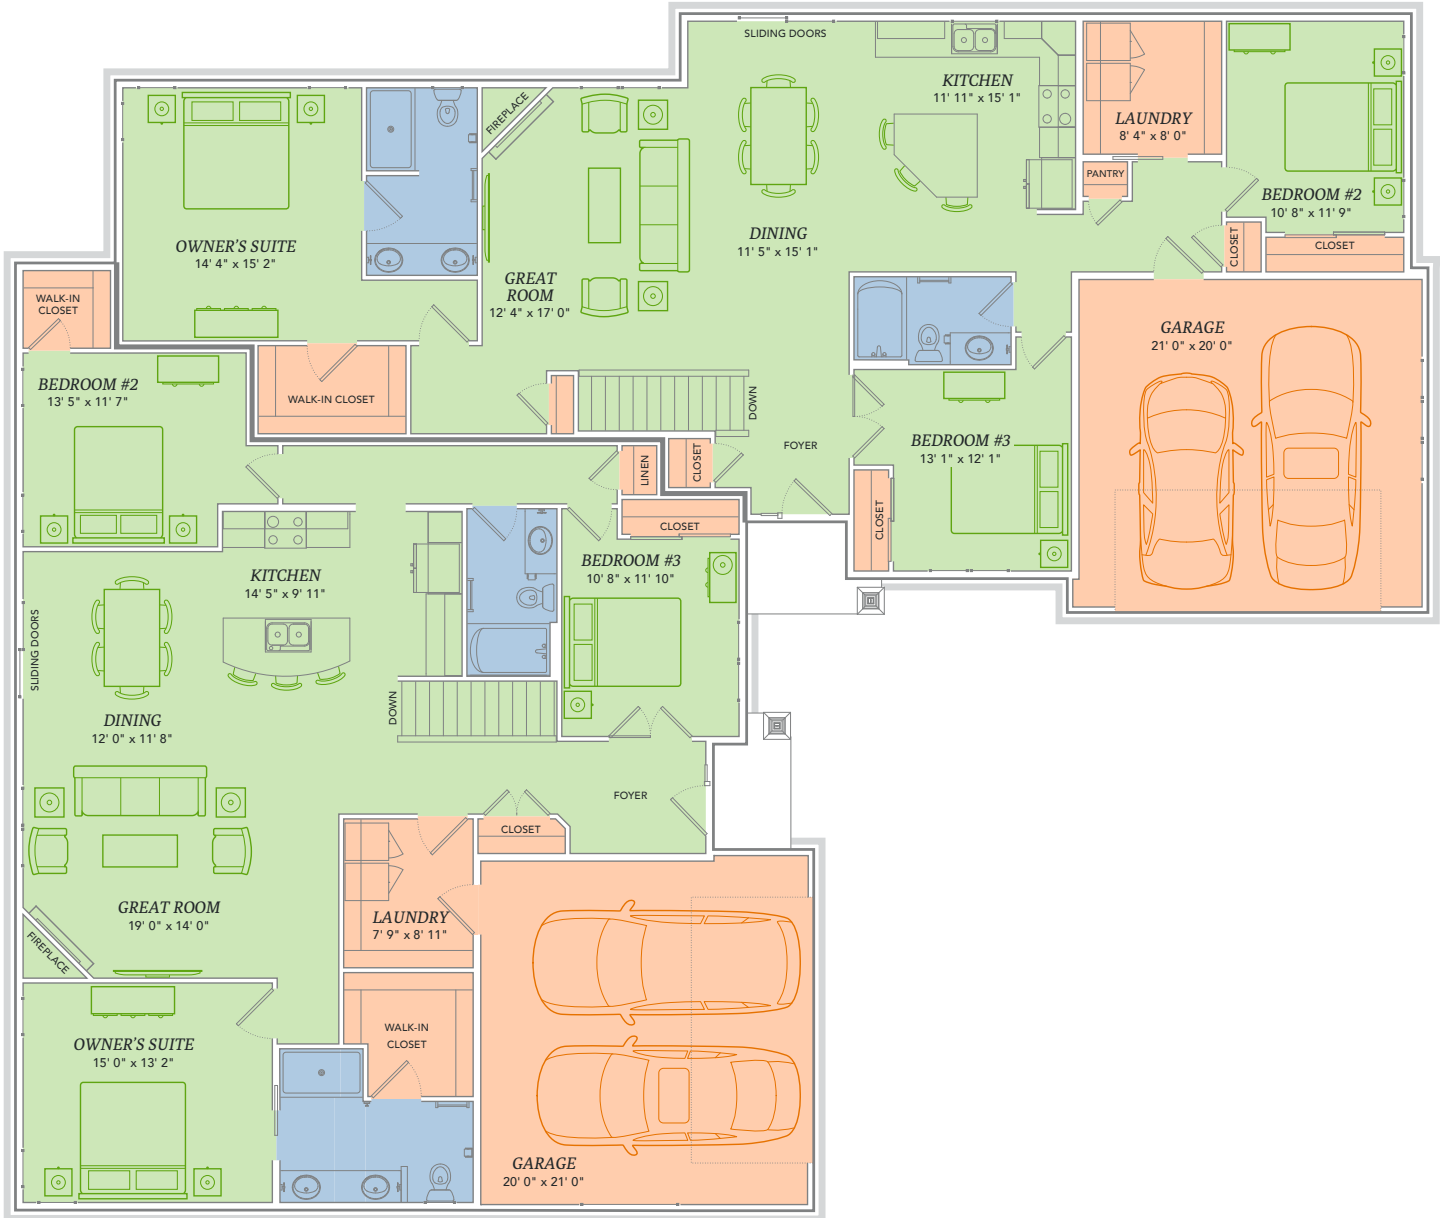 SLIDING DOORS
KITCHEN
11' 11" x 15' 1"
FIREPLACE
LAUNDRY
8' 4" x 8' 0"
PANTRY
BEDROOM #2
10' 8" x 11' 9"
CLOSET
CLOSET
OWNER'S SUITE
14' 4" x 15' 2"
DINING
11' 5" x 15' 1"
GREAT
ROOM
12' 4" x 17' 0"
WALK-IN
CLOSET
GARAGE
21' 0" x 20' 0"
BEDROOM #2
13' 5" x 11' 7"
WALK-IN CLOSET
DOWN
FOYER
BEDROOM #3
13' 1" x 12' 1"
LINEN
CLOSET
CLOSET
CLOSET
KITCHEN
14' 5" x 9' 11"
BEDROOM #3
10' 8" x 11' 10"
SLIDING DOORS
DINING
12' 0" x 11' 8"
DOWN
FOYER
CLOSET
GREAT ROOM
19' 0" x 14' 0"
LAUNDRY
7' 9" x 8' 11"
FIREPLACE
WALK-IN
CLOSET
OWNER'S SUITE
15' 0" x 13' 2"
GARAGE
20' 0" x 21' 0"